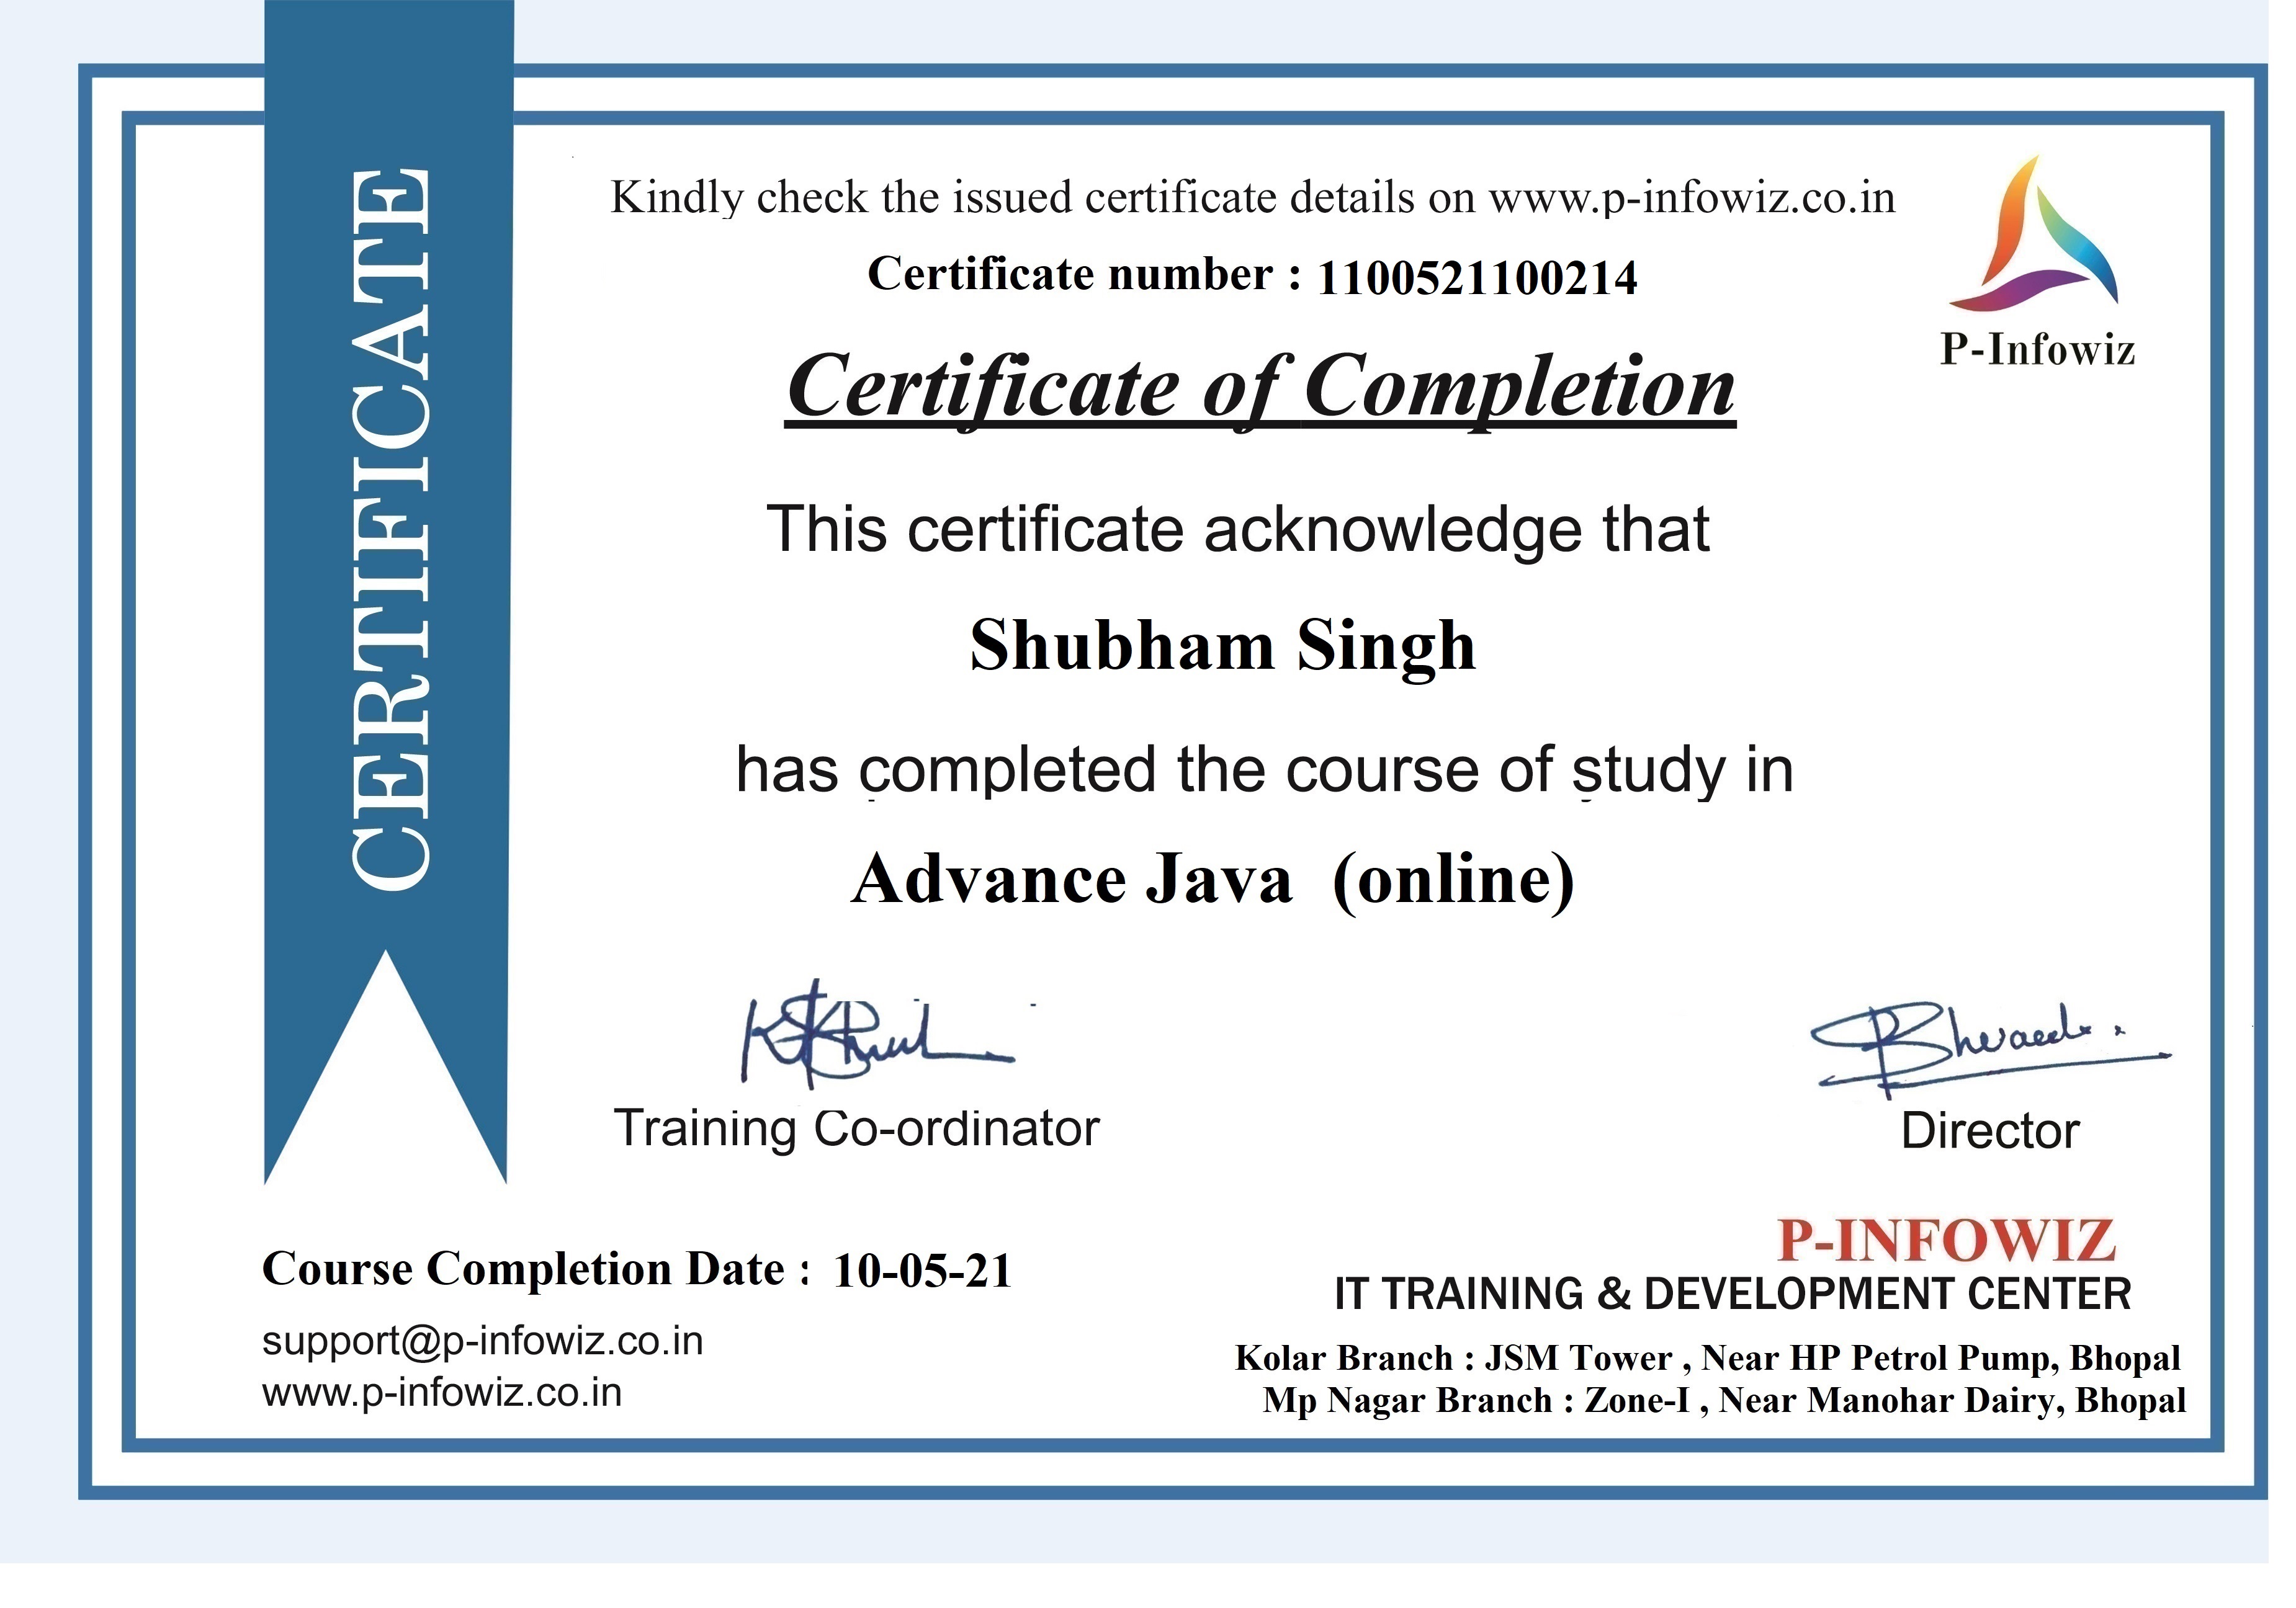 CERTIFICATE
Kindly check the issued certificate details on www.p-infowiz.co.in
Certificate number : 1100521100214
P-Infowiz
Certificate of Completion
This certificate acknowledge that
Shubham Singh
has completed the course of study in
Advance Java (online)
Training Co-ordinator
Director
P-INFOWIZ
IT TRAINING & DEVELOPMENT CENTER
Course Completion Date : 10-05-21
support@p-infowiz.co.in
www.p-infowiz.co.in
Kolar Branch : JSM Tower , Near HP Petrol Pump, Bhopal
Mp Nagar Branch : Zone-I , Near Manohar Dairy, Bhopal